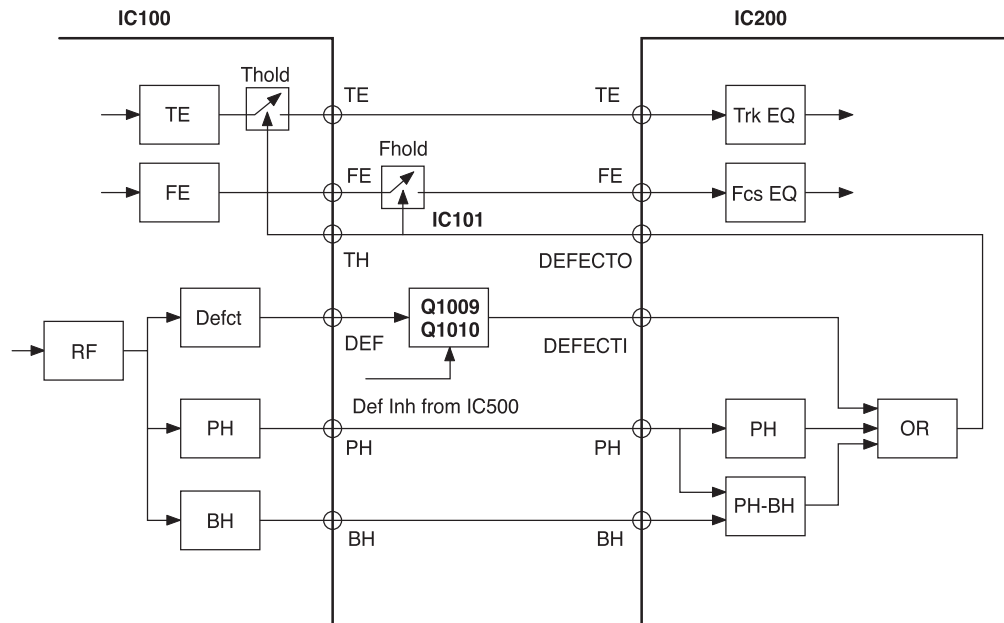 IC100
IC200
Thold
TE
TE
TE
Trk EQ
Fhold
FE
FE
FE
Fcs EQ
IC101
TH
DEFECTO
Defct
Q1009
Q1010
RF
DEF
DEFECTI
Def Inh from IC500
PH
PH
PH
PH
OR
PH-BH
BH
BH
BH